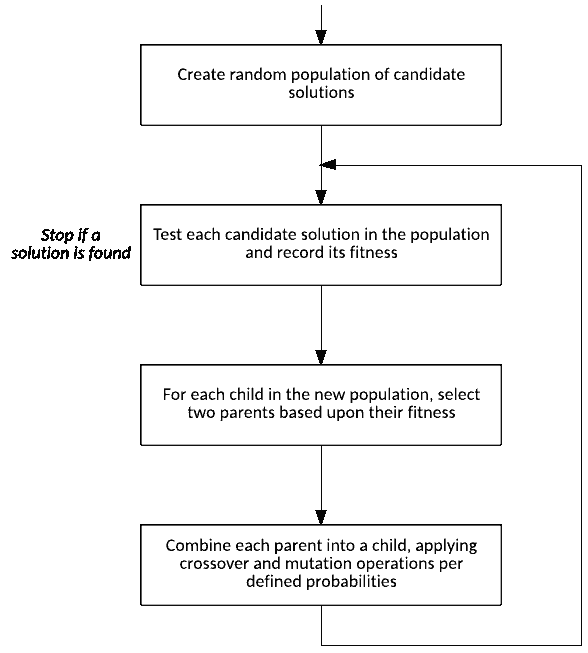 Create random population of candidate
solutions
Stop if a
solution is found
Test each candidate solution in the population
and record its fitness
For each child in the new population, select
two parents based upon their fitness
Combine each parent into a child, applying
crossover and mutation operations per
defined probabilities